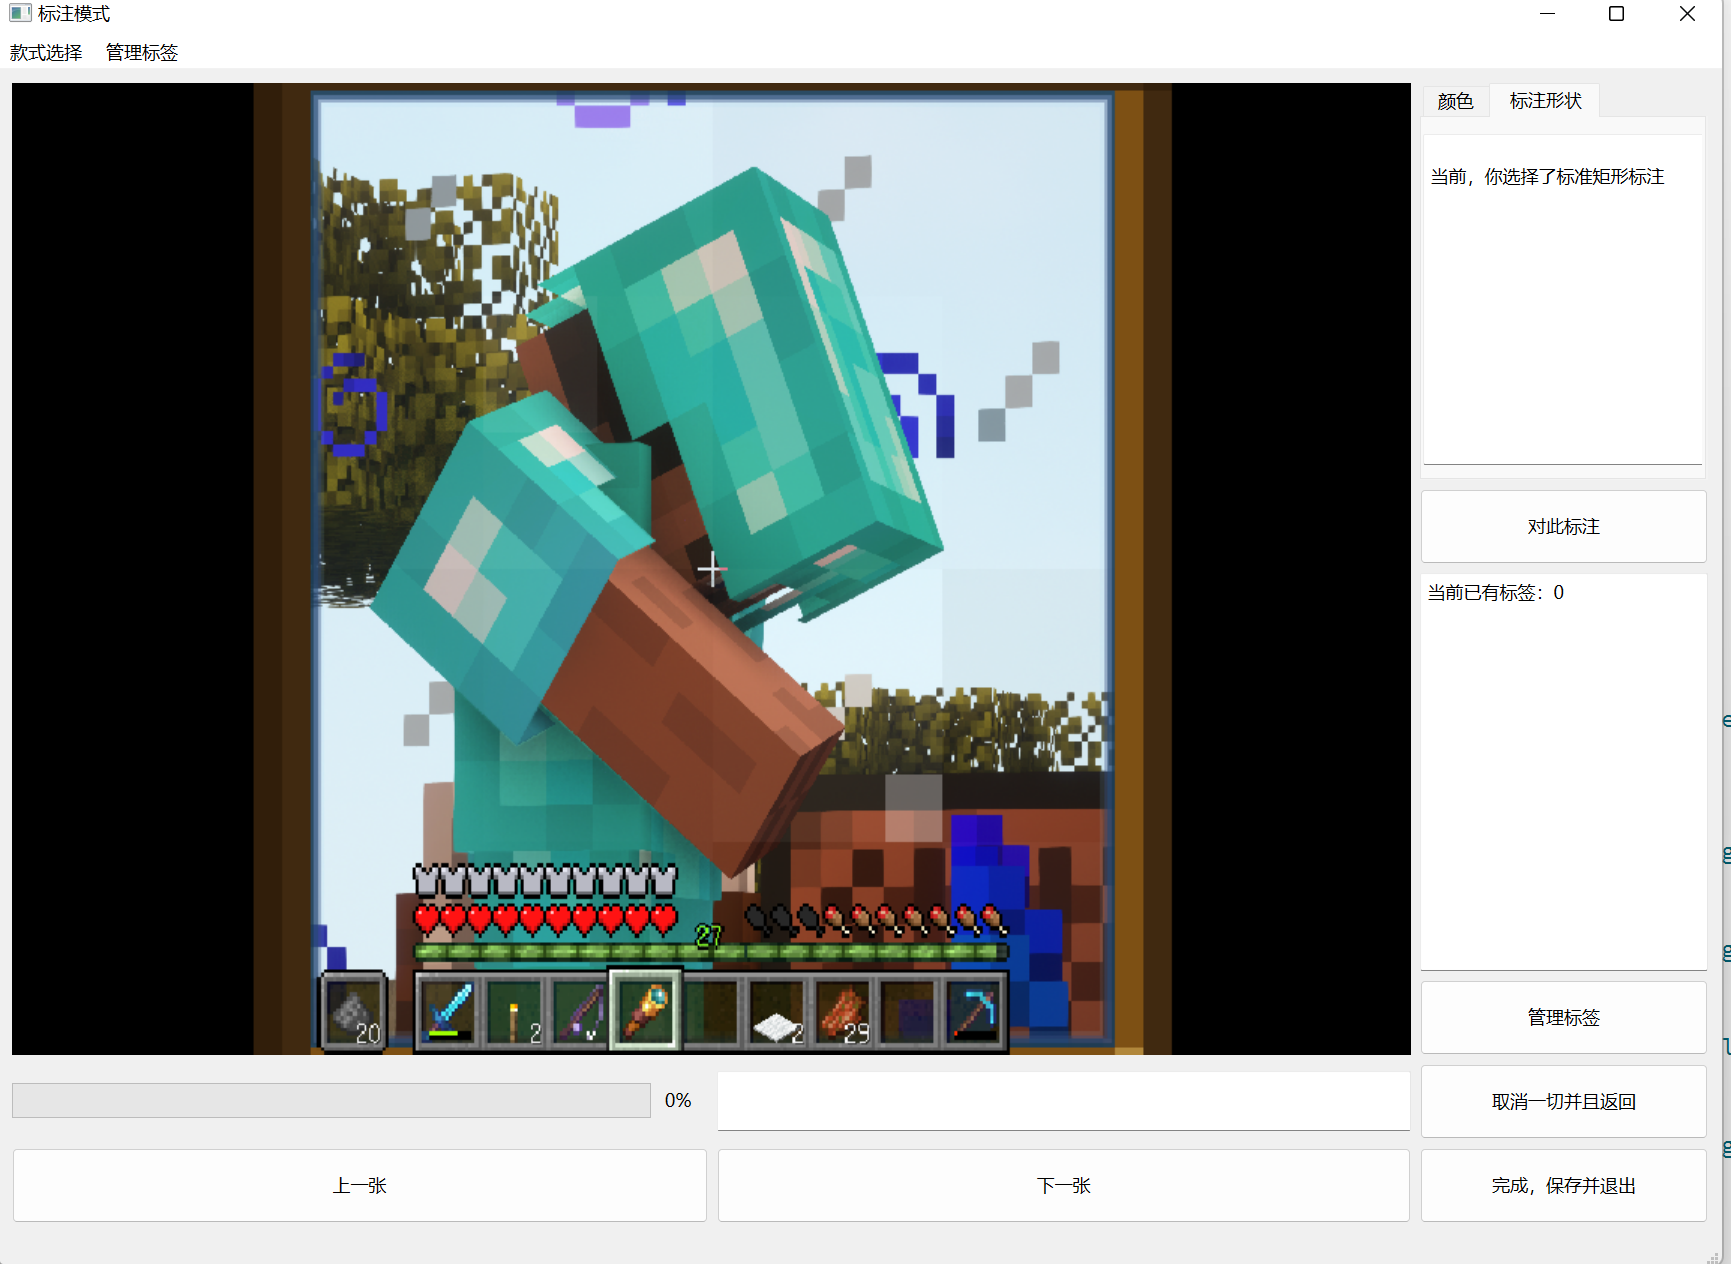 标注模式
款式选择 管理标签
颜色 标注形状
当前，你选择了标准矩形标注
对此标注
当前已有标签：0
27
20 2 2 29
管理标签
0%
取消一切并且返回
上一张 下一张 完成，保存并退出